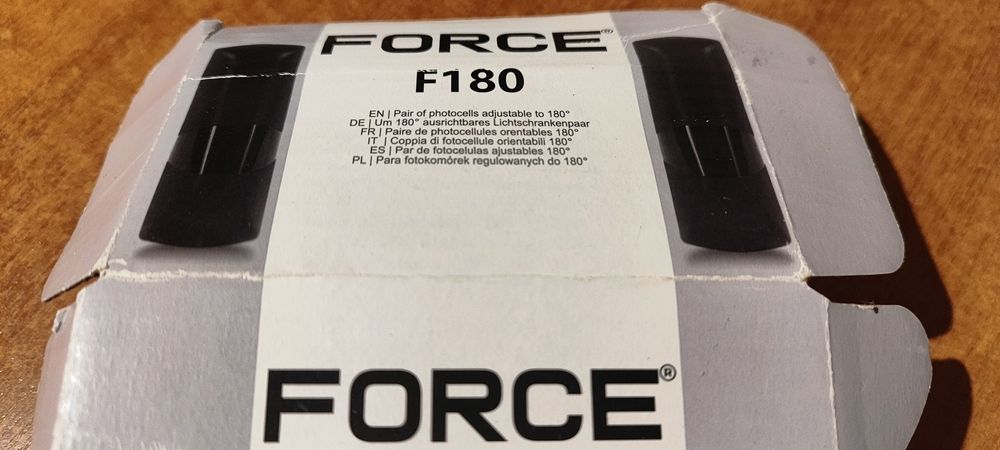 FORCE®
F180
EN | Pair of photocells adjustable to 180°
DE | Um 180° ausrichtbares Lichtschrankenpaar
FR | Paire de photocellules orentables 180°
IT | Coppia di fotocellule orientabili 180°
ES | Par de fotocelulas ajustables 180°
PL | Para fotokomórek regulowanych do 180°
FORCE®